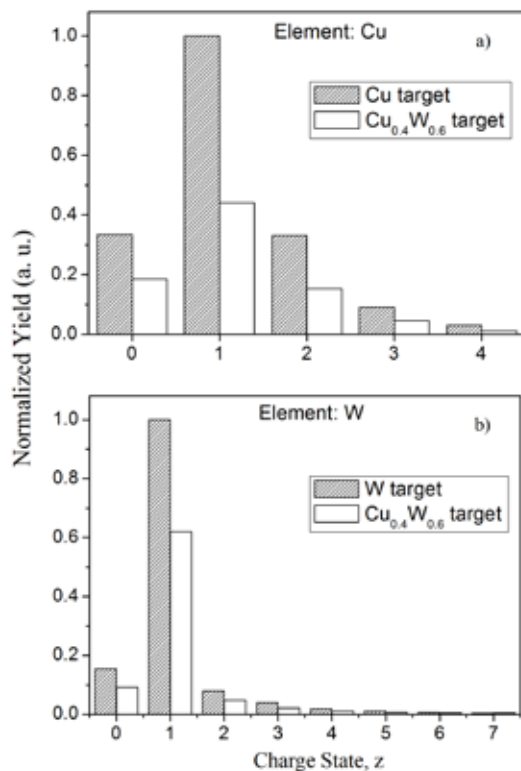 Element: Cu
a)
Cu target
Cu₀.₄W₀.₆ target
1.0
0.8
0.6
0.4
0.2
0.0
0 1 2 3 4
Normalized Yield (a. u.)
Element: W
b)
W target
Cu₀.₄W₀.₆ target
1.0
0.8
0.6
0.4
0.2
0.0
0 1 2 3 4 5 6 7
Charge State, z